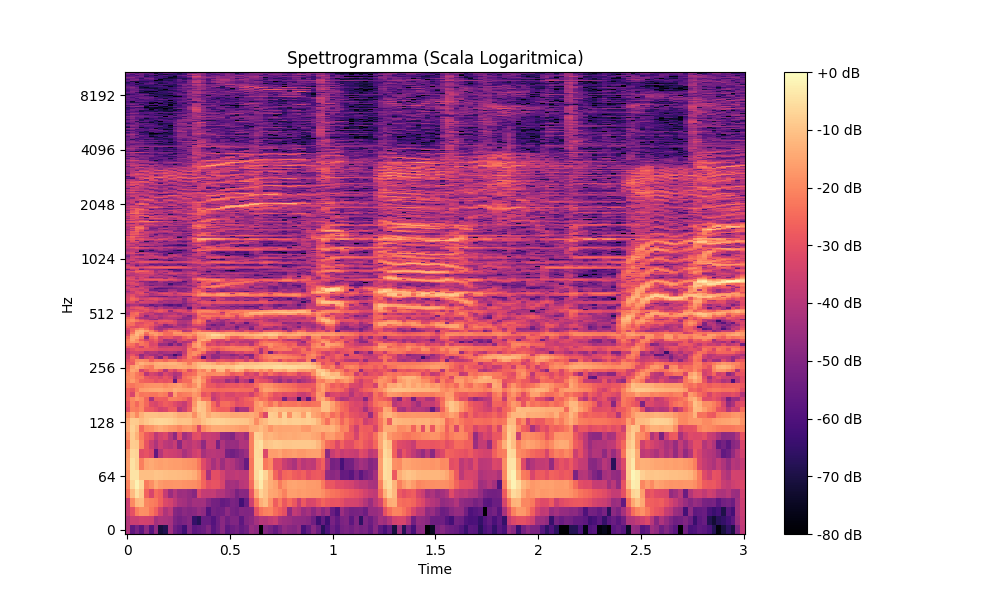 Spettrogramma (Scala Logaritmica)
Hz
8192
4096
2048
1024
512
256
128
64
0
0 0.5 1 1.5 2 2.5 3
Time
+0 dB
-10 dB
-20 dB
-30 dB
-40 dB
-50 dB
-60 dB
-70 dB
-80 dB